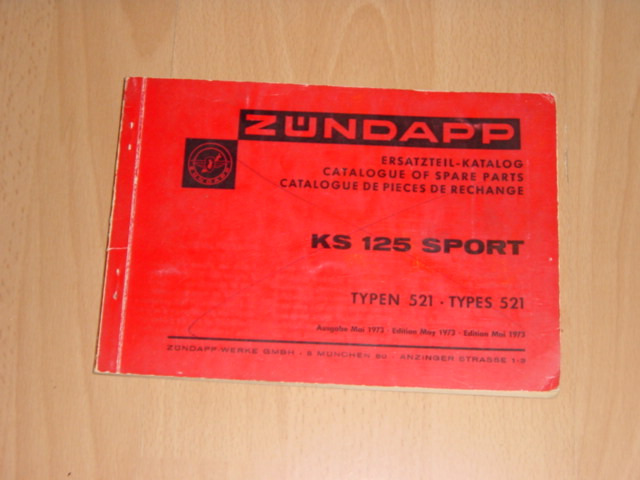 ZÜNDAPP
ERSATZTEIL-KATALOG
CATALOGUE OF SPARE PARTS
CATALOGUE DE PIECES DE RECHANGE
KS 125 SPORT
TYPEN 521 · TYPES 521
Ausgabe Mai 1973 · Edition May 1973 · Edition Mai 1973
ZÜNDAPP-WERKE GMBH · 8 MÜNCHEN 80 · ANZINGER STRASSE 1-3